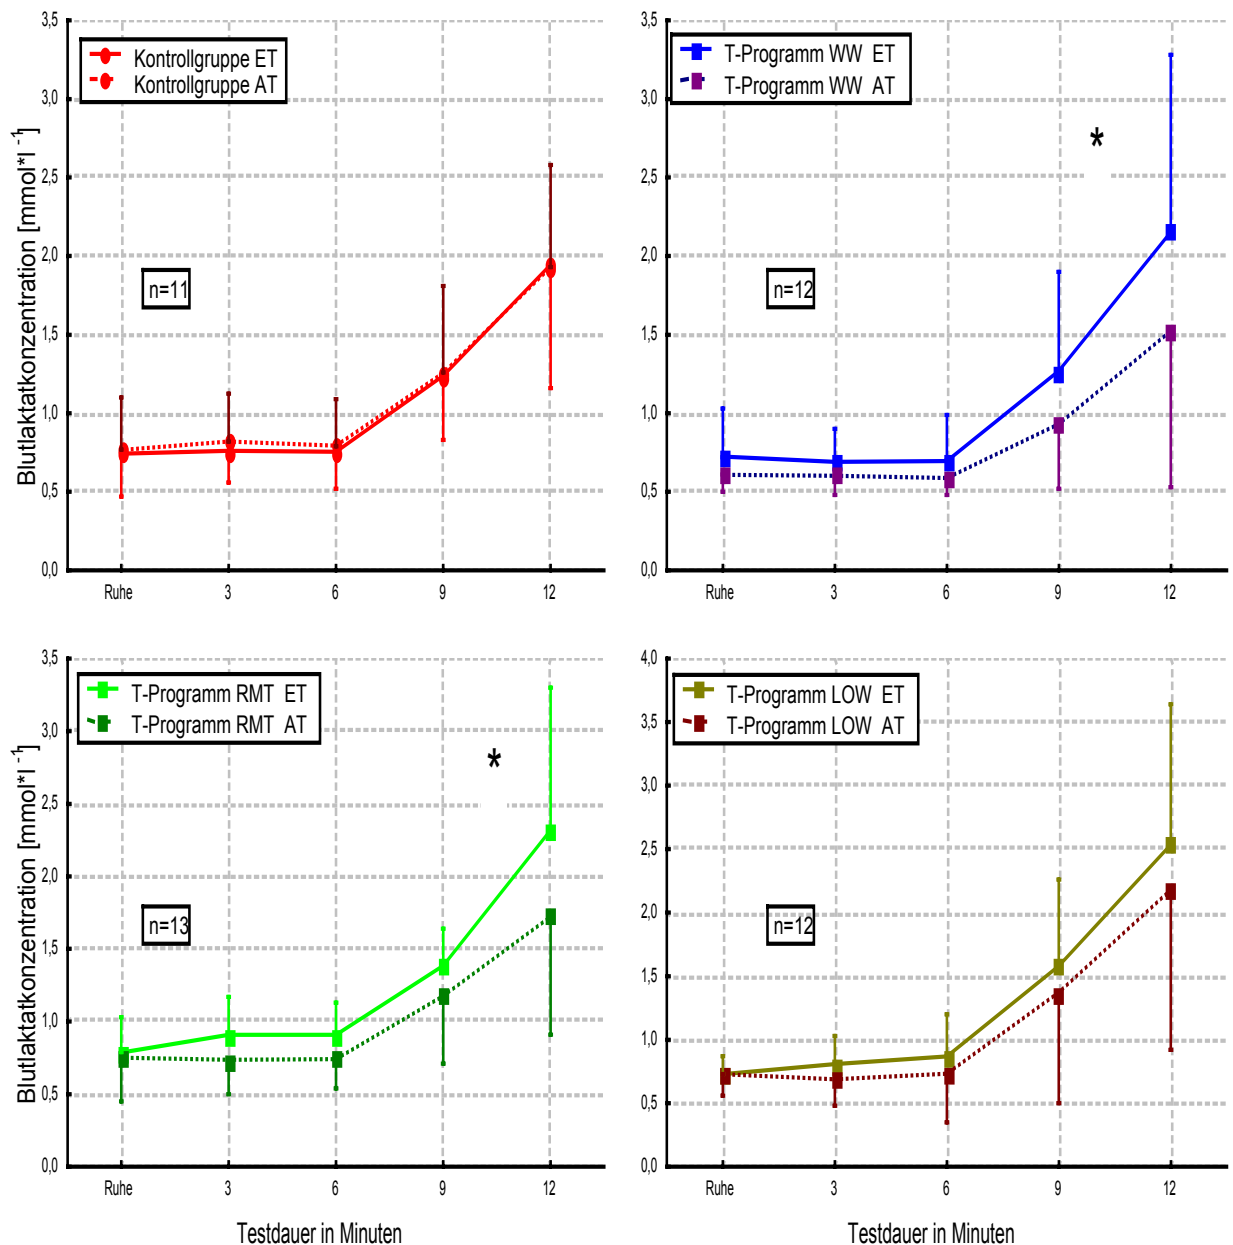 3,5
3,0
2,5
2,0
1,5
1,0
0,5
0,0
Blutlaktatkonzentration [mmol*l -1]
Kontrollgruppe ET
Kontrollgruppe AT
n=11
Ruhe 3 6 9 12
3,5
3,0
2,5
2,0
1,5
1,0
0,5
0,0
T-Programm WW ET
T-Programm WW AT
*
n=12
Ruhe 3 6 9 12
3,5
3,0
2,5
2,0
1,5
1,0
0,5
0,0
Blutlaktatkonzentration [mmol*l -1]
T-Programm RMT ET
T-Programm RMT AT
*
n=13
Ruhe 3 6 9 12
Testdauer in Minuten
4,0
3,5
3,0
2,5
2,0
1,5
1,0
0,5
0,0
T-Programm LOW ET
T-Programm LOW AT
n=12
Ruhe 3 6 9 12
Testdauer in Minuten